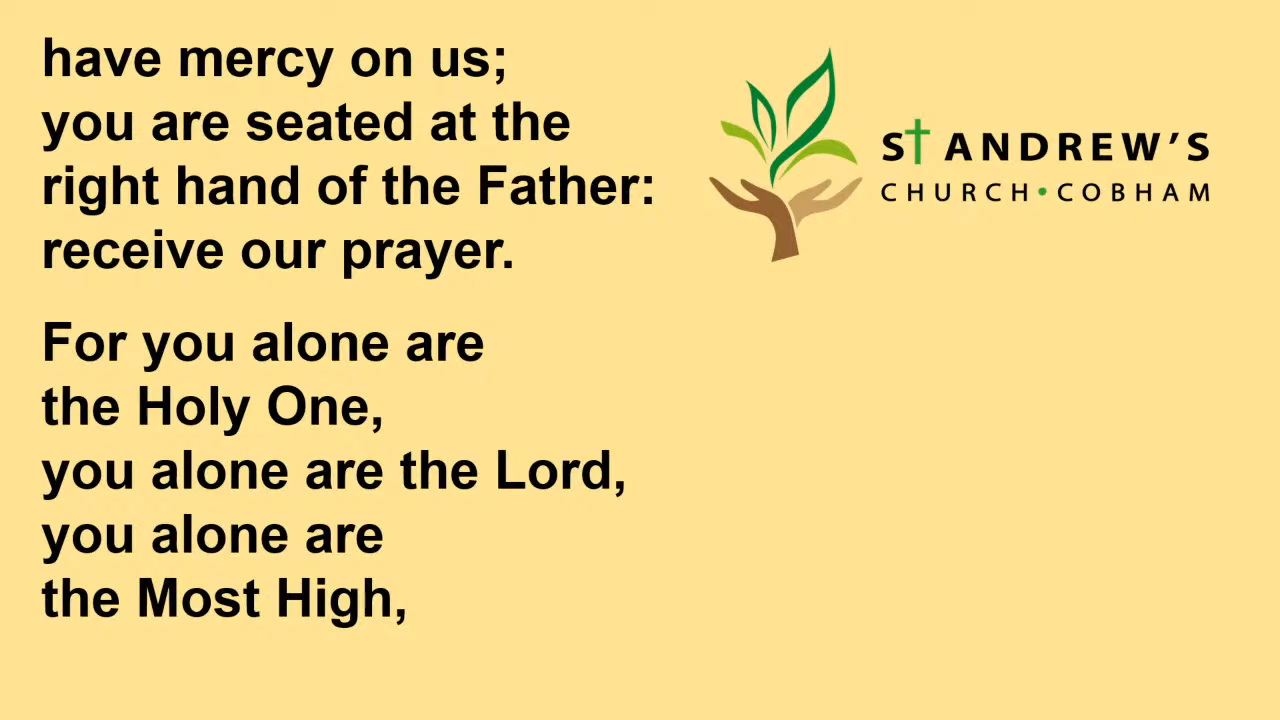 have mercy on us;
you are seated at the
right hand of the Father:
receive our prayer.
For you alone are
the Holy One,
you alone are the Lord,
you alone are
the Most High,
St ANDREW'S
CHURCH • COBHAM